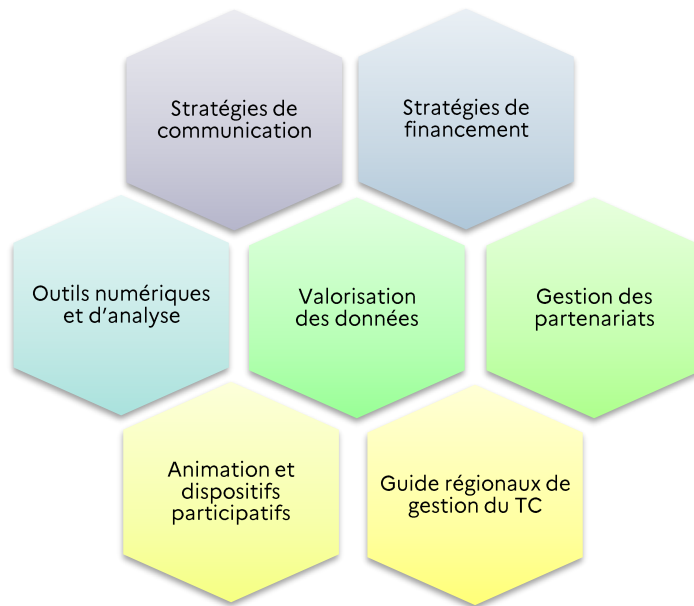 Stratégies de
communication
Stratégies de
financement
Outils numériques
et d'analyse
Valorisation
des données
Gestion des
partenariats
Animation et
dispositifs
participatifs
Guide régionaux de
gestion du TC